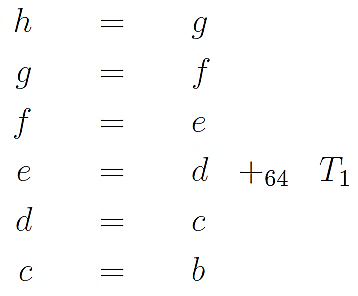 h = g
g = f
f = e
e = d +₆₄ T₁
d = c
c = b